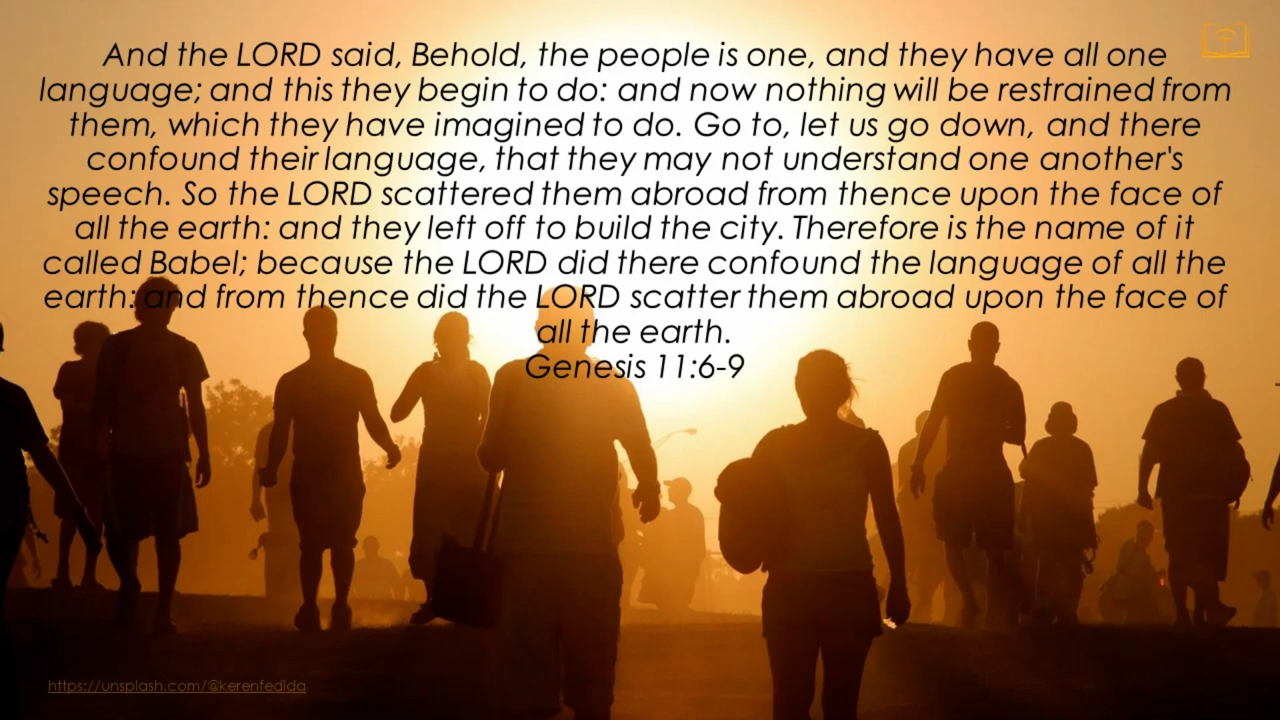 And the LORD said, Behold, the people is one, and they have all one
language; and this they begin to do: and now nothing will be restrained from
them, which they have imagined to do. Go to, let us go down, and there
confound their language, that they may not understand one another's
speech. So the LORD scattered them abroad from thence upon the face of
all the earth: and they left off to build the city. Therefore is the name of it
called Babel; because the LORD did there confound the language of all the
earth: and from thence did the LORD scatter them abroad upon the face of
all the earth.
Genesis 11:6-9
https://unsplash.com/@kerenfedida